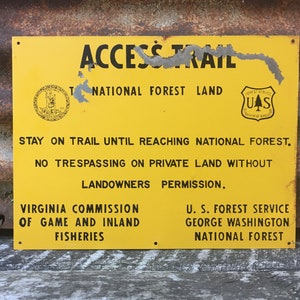 ACCESS TRAIL
NATIONAL FOREST LAND
U S
STAY ON TRAIL UNTIL REACHING NATIONAL FOREST.
NO TRESPASSING ON PRIVATE LAND WITHOUT
LANDOWNERS PERMISSION.
VIRGINIA COMMISSION
OF GAME AND INLAND
FISHERIES
U. S. FOREST SERVICE
GEORGE WASHINGTON
NATIONAL FOREST